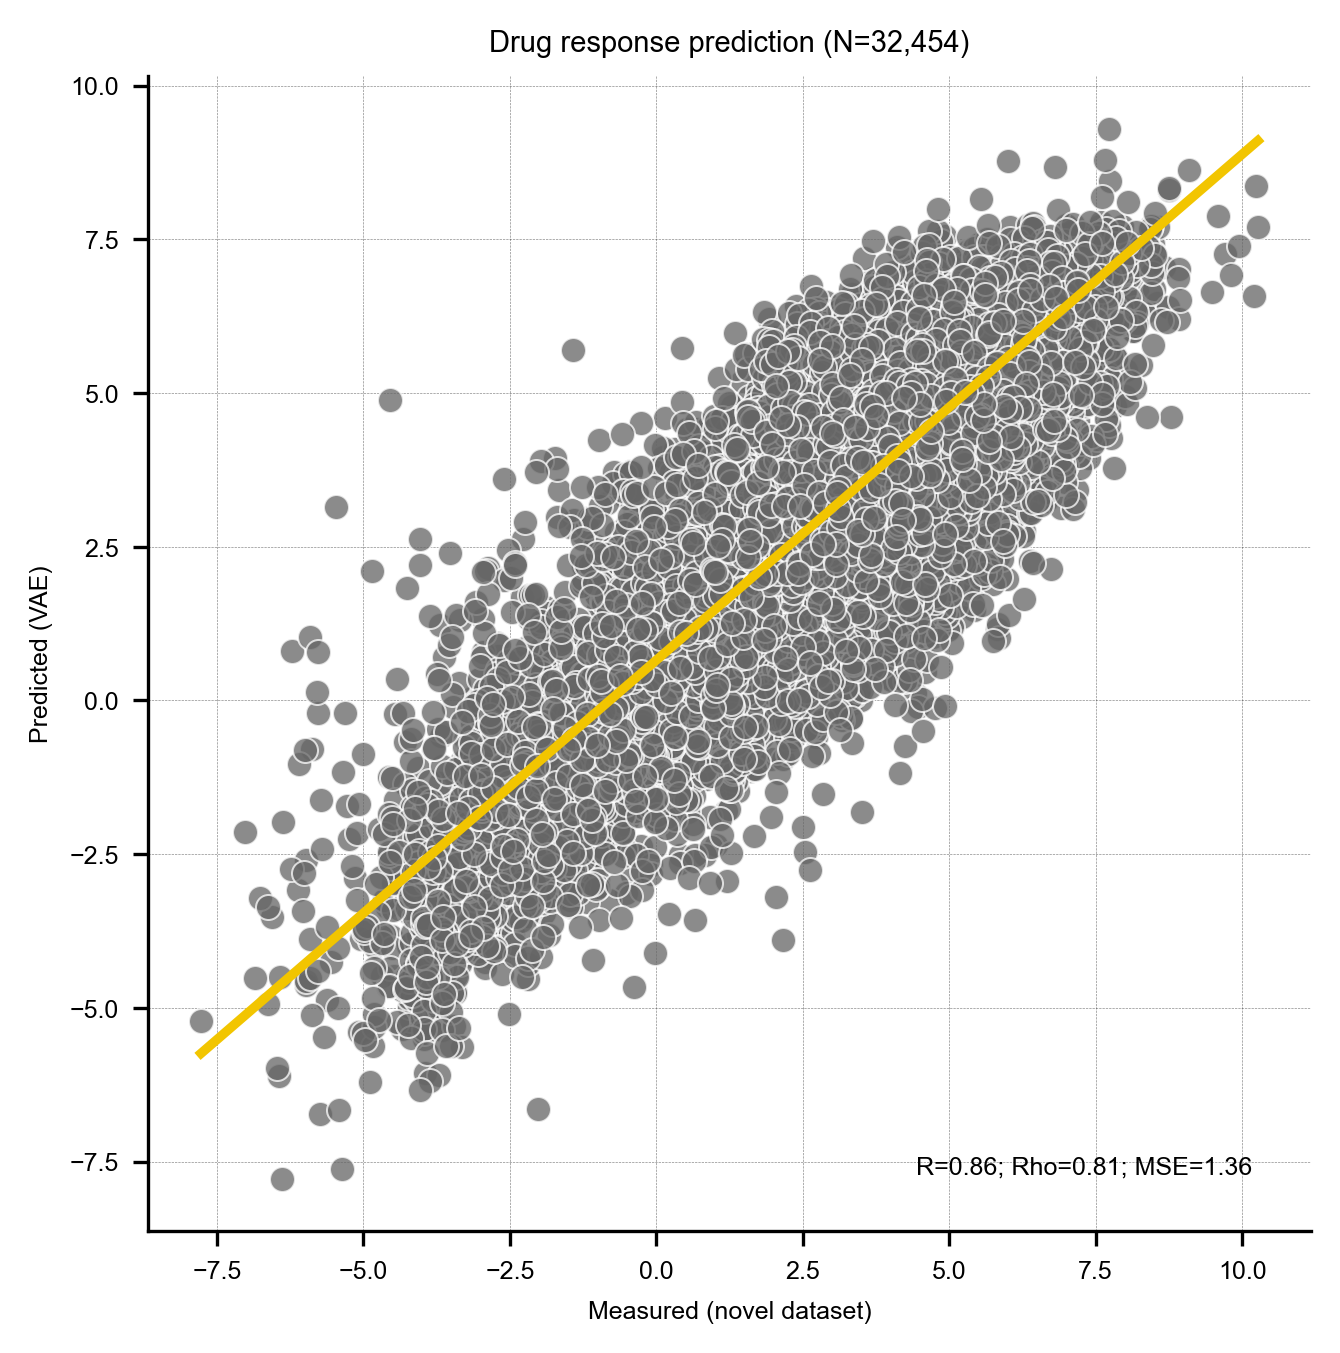 Drug response prediction (N=32,454)
10.0
7.5
5.0
2.5
0.0
−2.5
−5.0
−7.5
Predicted (VAE)
R=0.86; Rho=0.81; MSE=1.36
−7.5 −5.0 −2.5 0.0 2.5 5.0 7.5 10.0
Measured (novel dataset)